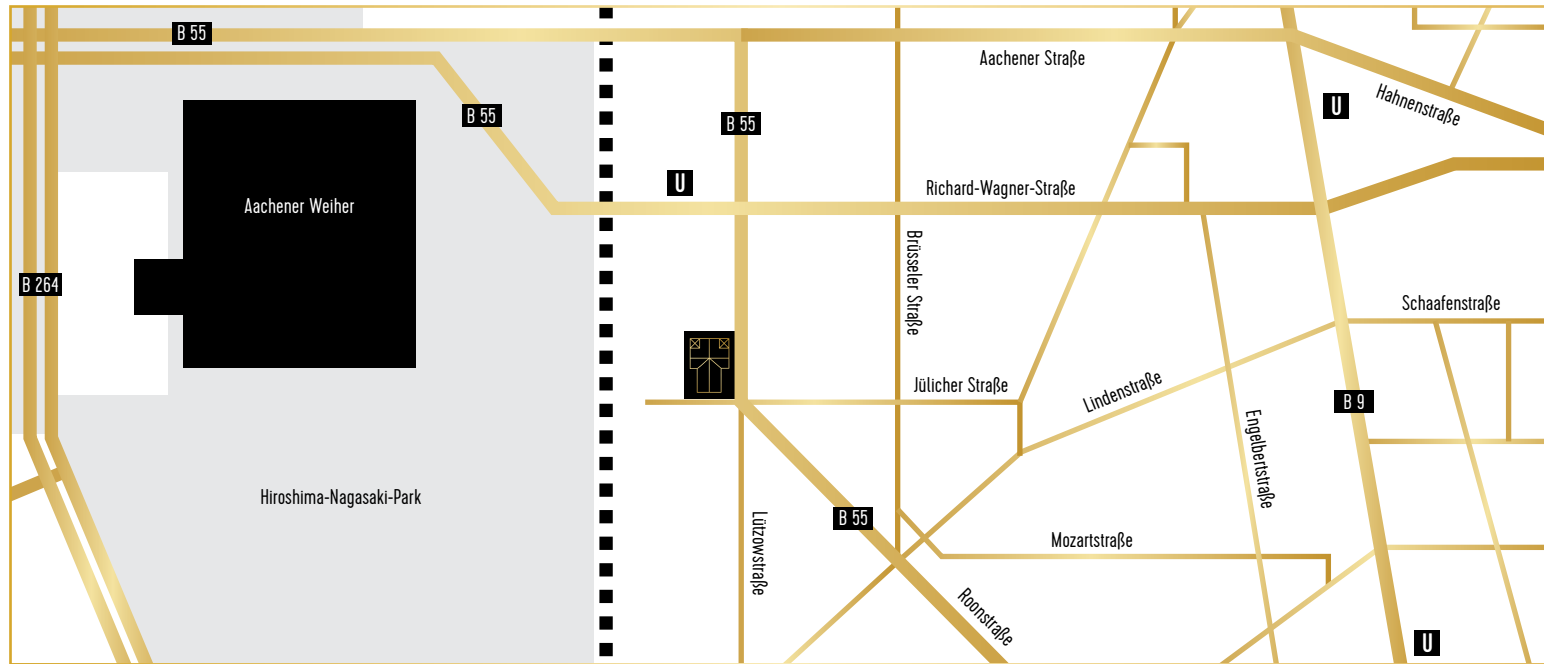 B 55
Aachener Straße
Hahnenstraße
U
B 55
B 55
U
Richard-Wagner-Straße
Aachener Weiher
Brüsseler Straße
B 264
Schaafenstraße
Jülicher Straße
Lindenstraße
B 9
Engelbertstraße
Hiroshima-Nagasaki-Park
Lützowstraße
B 55
Mozartstraße
Roonstraße
U